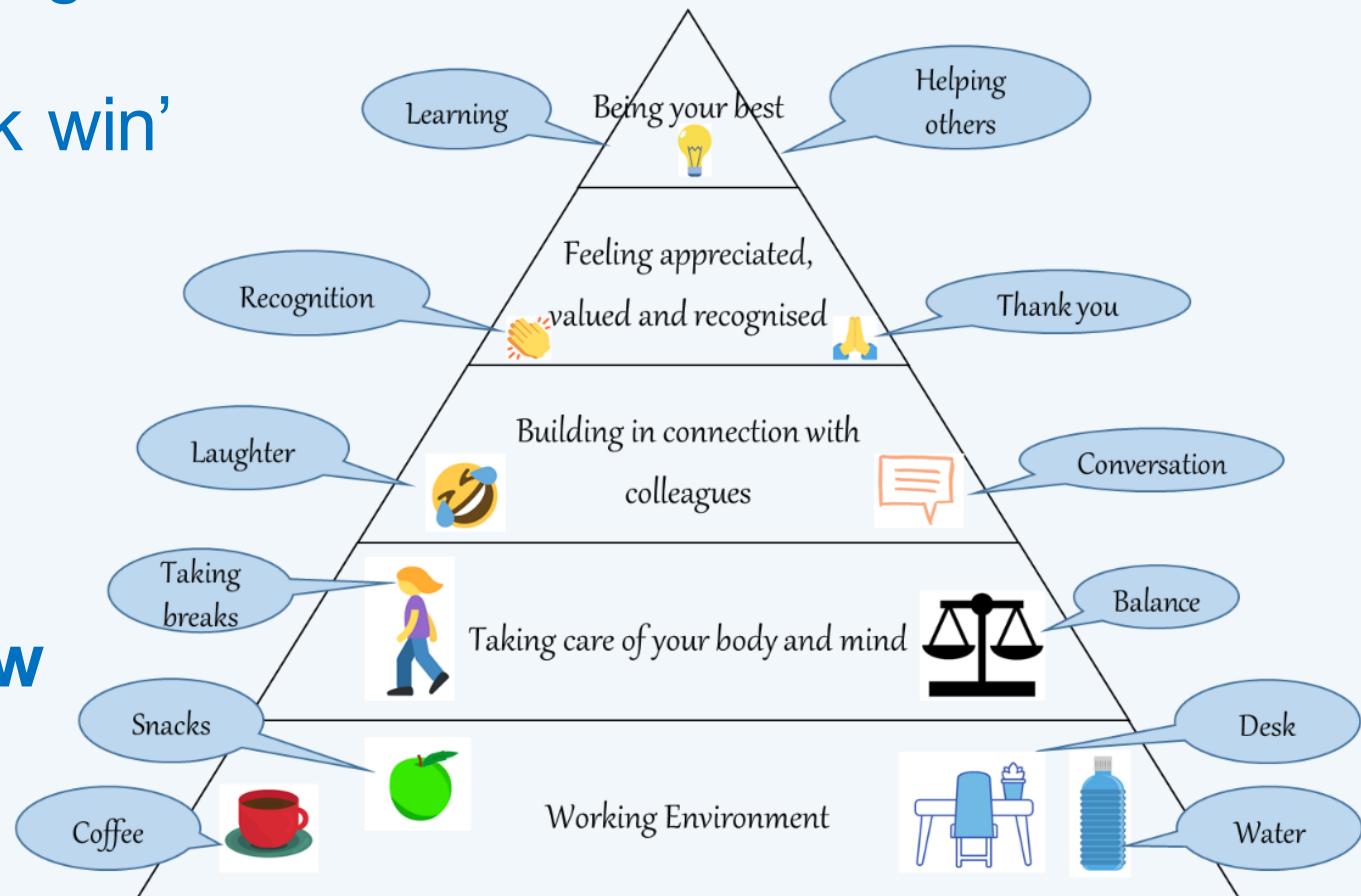 k win'
w
Being your best
Learning
Helping
others
Feeling appreciated,
valued and recognised
Recognition
Thank you
Building in connection with
colleagues
Laughter
Conversation
Taking care of your body and mind
Taking
breaks
Balance
Working Environment
Snacks
Coffee
Desk
Water